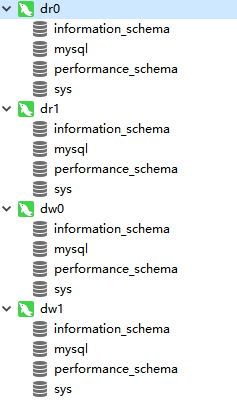 dr0
information_schema
mysql
performance_schema
sys
dr1
information_schema
mysql
performance_schema
sys
dw0
information_schema
mysql
performance_schema
sys
dw1
information_schema
mysql
performance_schema
sys